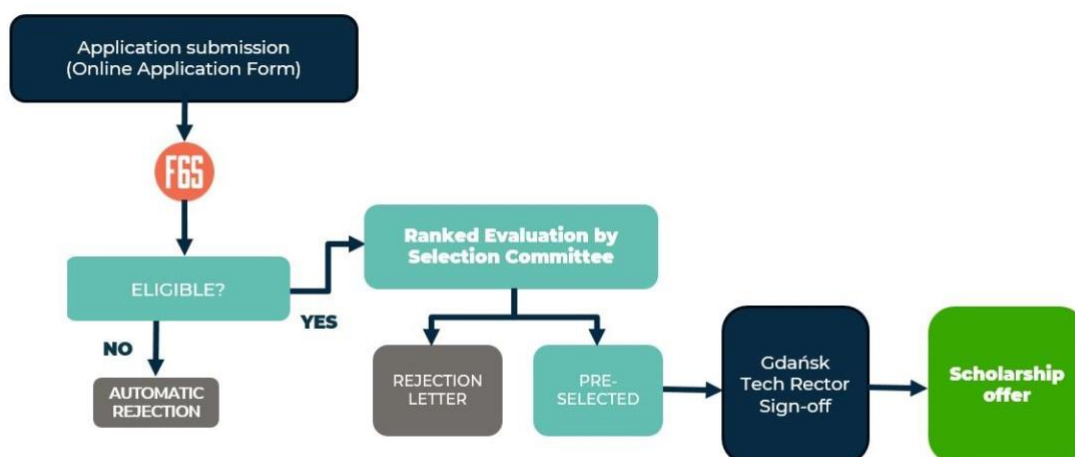 Application submission
(Online Application Form)
F6S
ELIGIBLE?
YES
NO
AUTOMATIC
REJECTION
Ranked Evaluation by
Selection Committee
REJECTION
LETTER
PRE-
SELECTED
Gdańsk
Tech Rector
Sign-off
Scholarship
offer